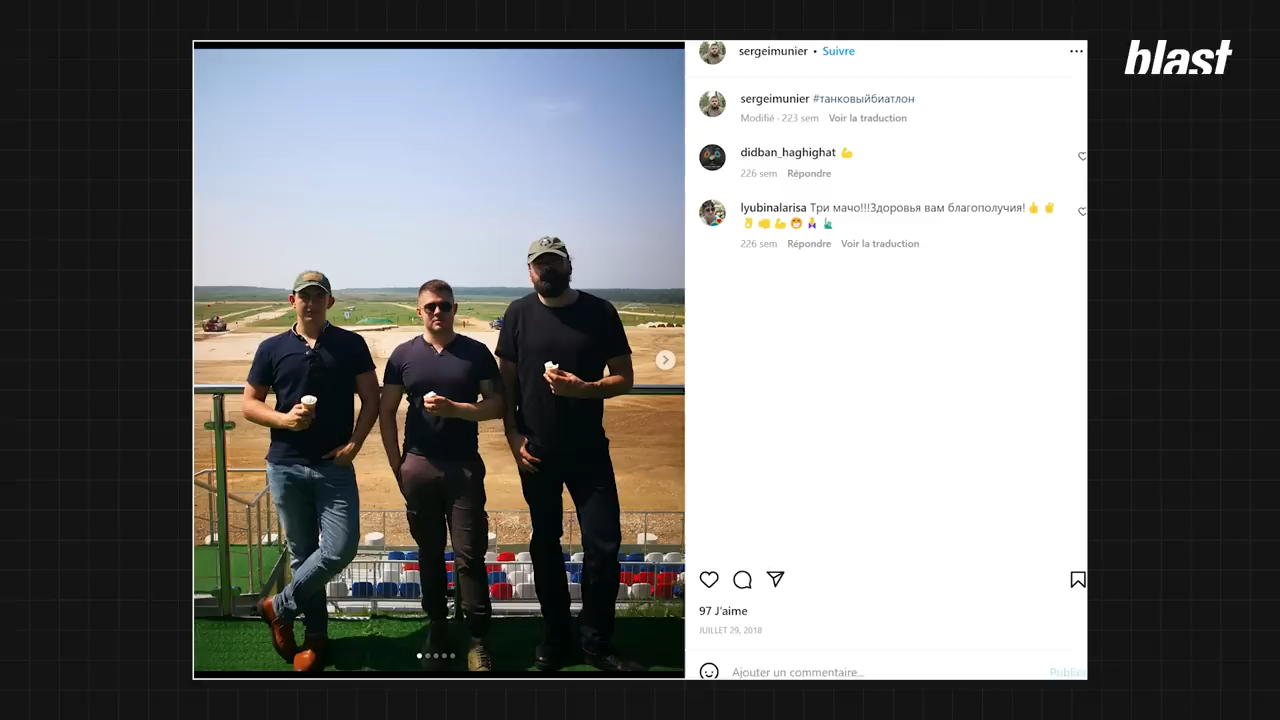 blast
sergeimunier • Suivre
sergeimunier #танковыйбиатлон
Modifié · 223 sem Voir la traduction
didban_haghighat 💪
226 sem Répondre
lyubinalarisa Три мачо!!!Здоровья вам благополучия!👍✌
👌👊💪😁🧘‍♀️🙋‍♂️
226 sem Répondre Voir la traduction
97 J'aime
JUILLET 29, 2018
Ajouter un commentaire... Publier